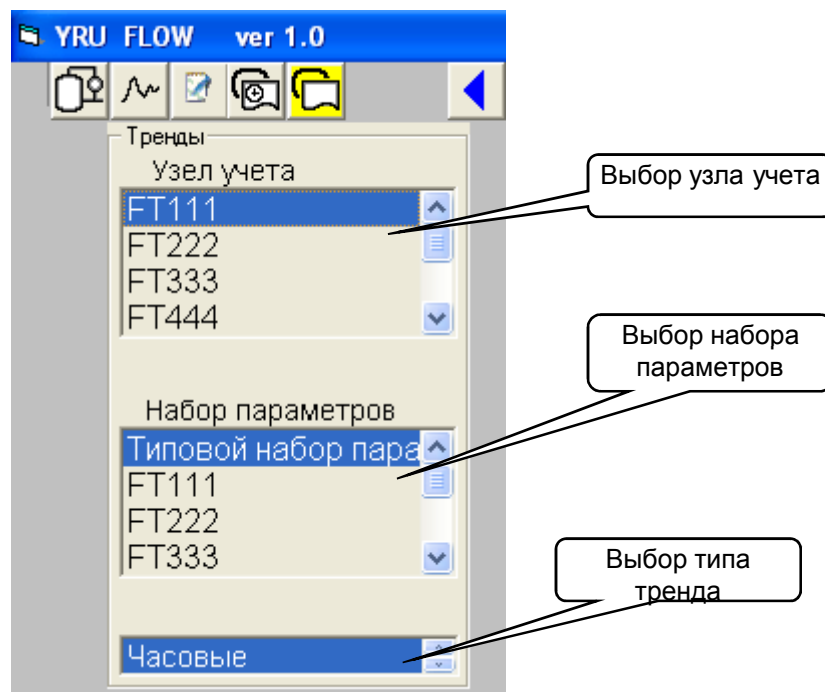 YRU FLOW ver 1.0
Тренды
Узел учета
FT111
FT222
FT333
FT444
Выбор узла учета
Набор параметров
Типовой набор пара
FT111
FT222
FT333
Выбор набора
параметров
Часовые
Выбор типа
тренда